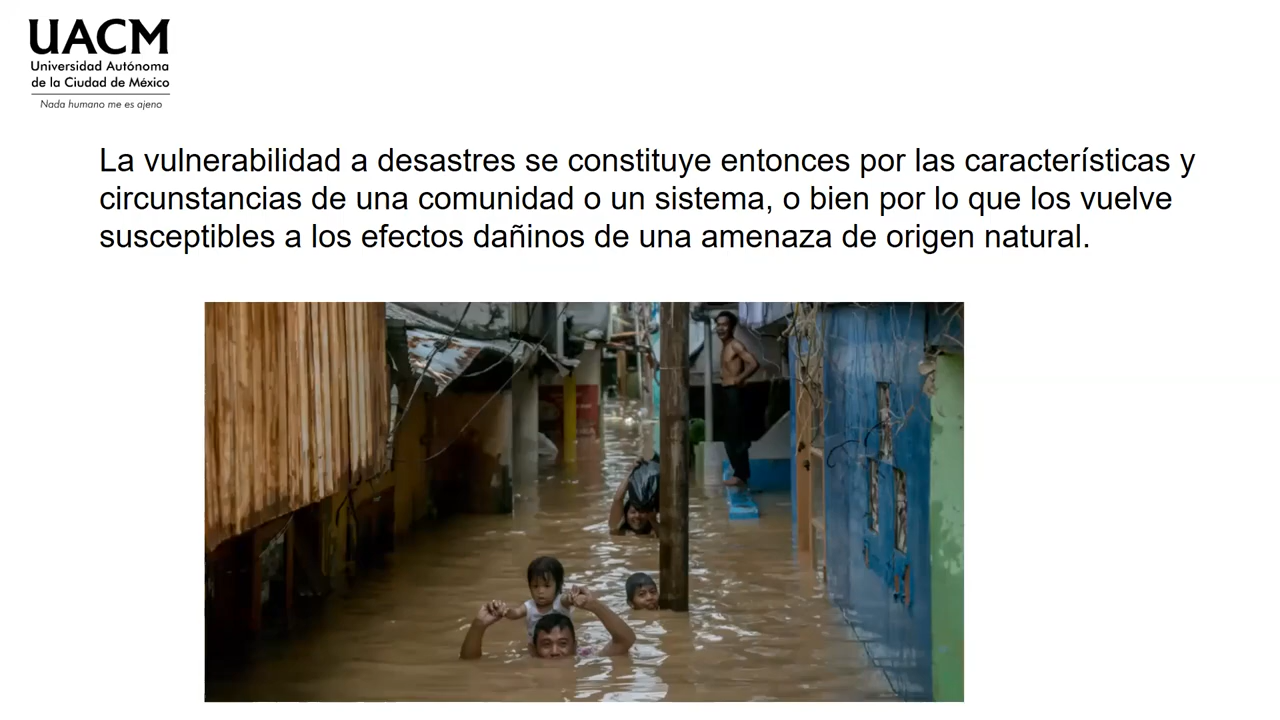 UACM
Universidad Autónoma
de la Ciudad de México
Nada humano me es ajeno
La vulnerabilidad a desastres se constituye entonces por las características y
circunstancias de una comunidad o un sistema, o bien por lo que los vuelve
susceptibles a los efectos dañinos de una amenaza de origen natural.